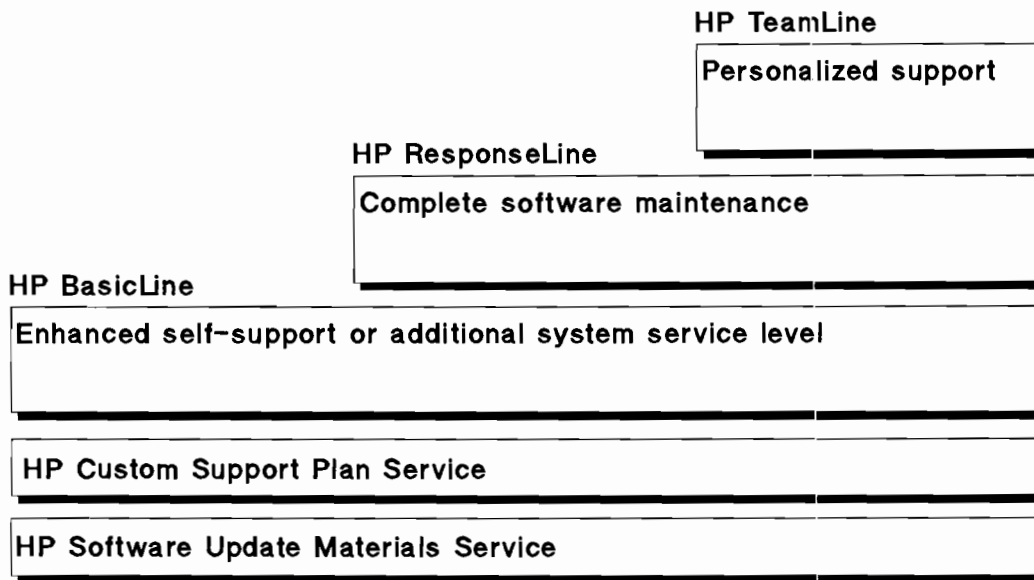 HP TeamLine
Personalized support
HP ResponseLine
Complete software maintenance
HP BasicLine
Enhanced self-support or additional system service level
HP Custom Support Plan Service
HP Software Update Materials Service